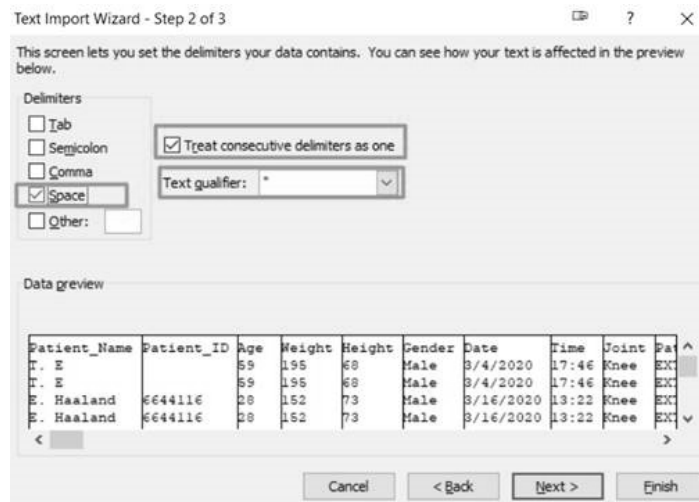 Text Import Wizard - Step 2 of 3 ? ×
This screen lets you set the delimiters your data contains. You can see how your text is affected in the preview
below.
Delimiters
Tab
Semicolon
Comma
Space
Other:
Treat consecutive delimiters as one
Text qualifier: "
Data preview
Patient_Name Patient_ID Age Weight Height Gender Date Time Joint Pat
T. E 59 195 68 Male 3/4/2020 17:46 Knee EXT
59 195 68 Male 3/4/2020 17:46 Knee EXT
E. Haaland 6644116 28 152 73 Male 3/16/2020 13:22 Knee EXT
E. Haaland 6644116 28 152 73 Male 3/16/2020 13:22 Knee EXT
Cancel < Back Next > Finish